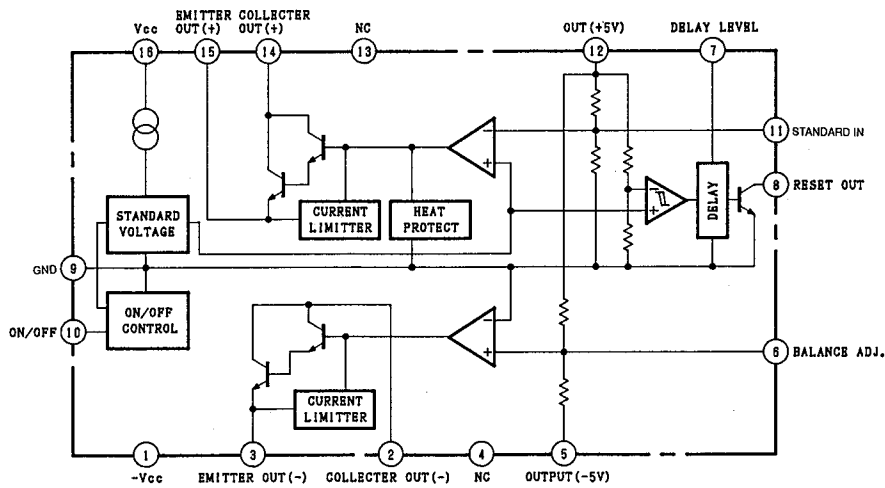 EMITTER COLLECTER
Vcc OUT(+) OUT(+) NC OUT(+5V) DELAY LEVEL
16 15 14 13 12 7
11 STANDARD IN
8 RESET OUT
STANDARD
VOLTAGE
CURRENT
LIMITTER
HEAT
PROTECT
DELAY
GND 9
ON/OFF 10
ON/OFF
CONTROL
6 BALANCE ADJ.
CURRENT
LIMITTER
1 3 2 4 5
-Vcc EMITTER OUT(-) COLLECTER OUT(-) NC OUTPUT(-5V)